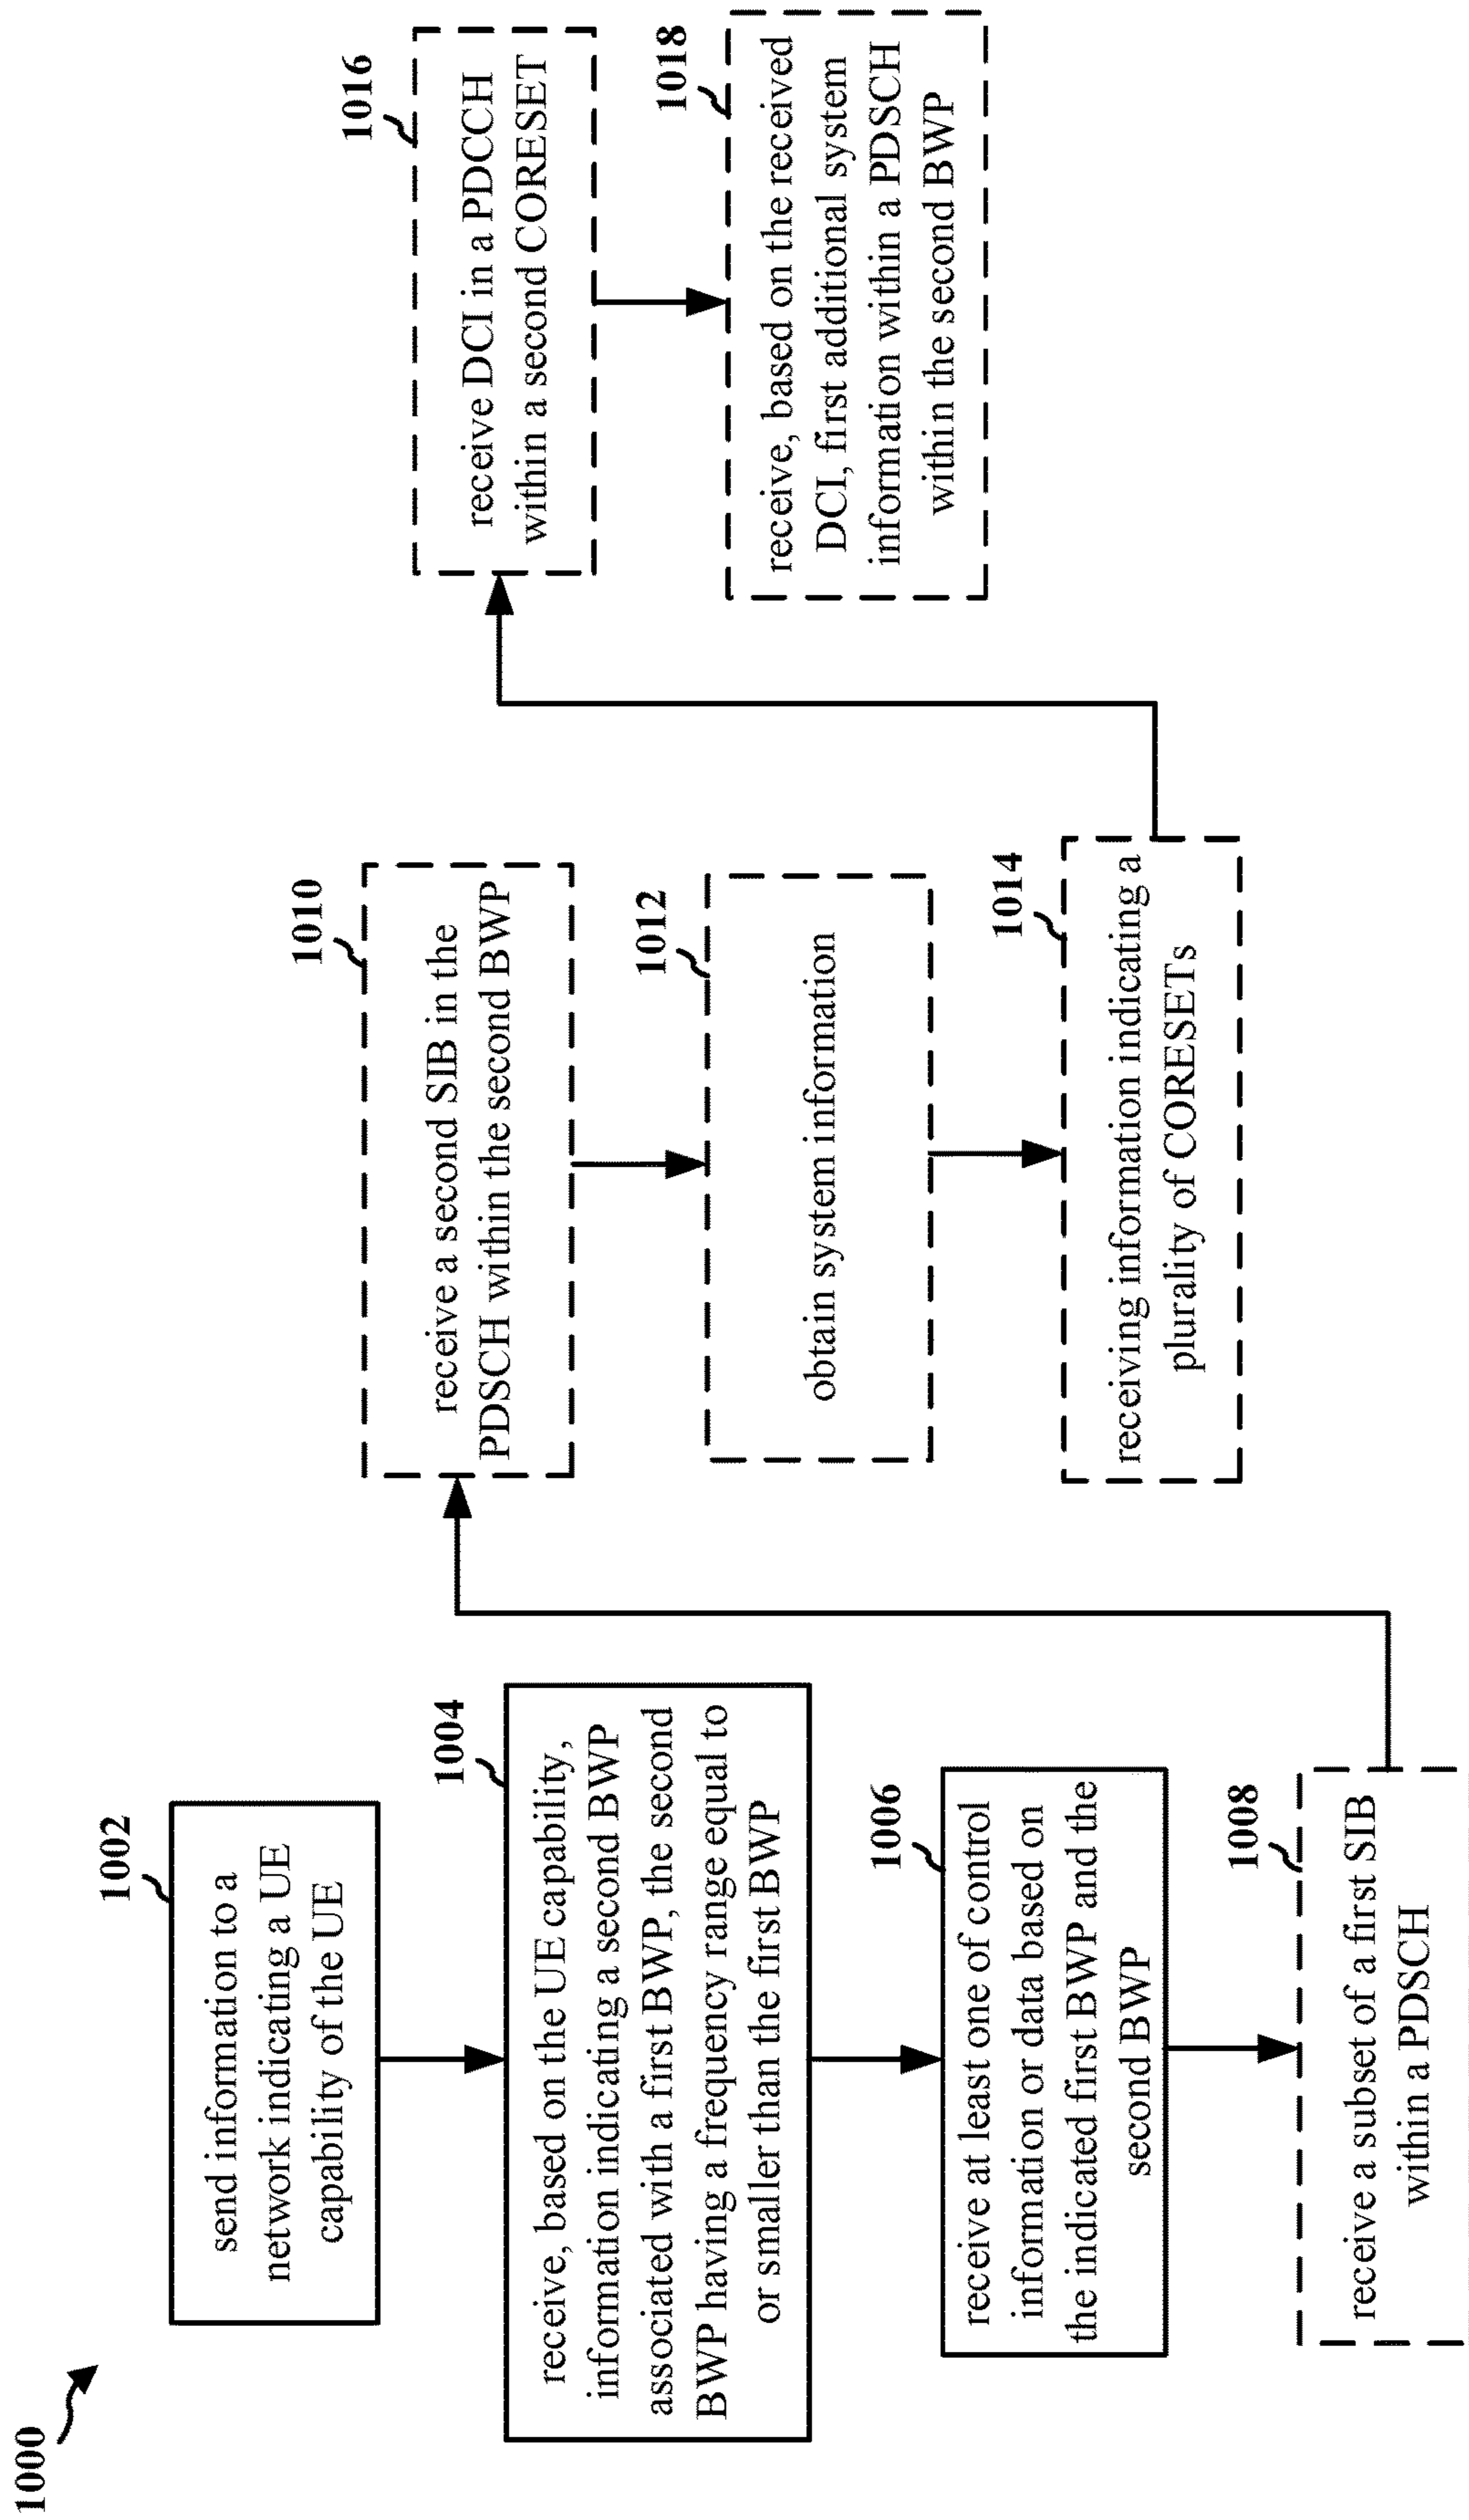 1000
1002
send information to a
network indicating a UE
capability of the UE
1004
receive, based on the UE capability,
information indicating a second BWP
associated with a first BWP, the second
BWP having a frequency range equal to
or smaller than the first BWP
1006
receive at least one of control
information or data based on
the indicated first BWP and the
second BWP
1008
receive a subset of a first SIB
within a PDSCH
1010
receive a second SIB in the
PDSCH within the second BWP
1012
obtain system information
1014
receiving information indicating a
plurality of CORESETs
1016
receive DCI in a PDCCH
within a second CORESET
1018
receive, based on the received
DCI, first additional system
information within a PDSCH
within the second BWP